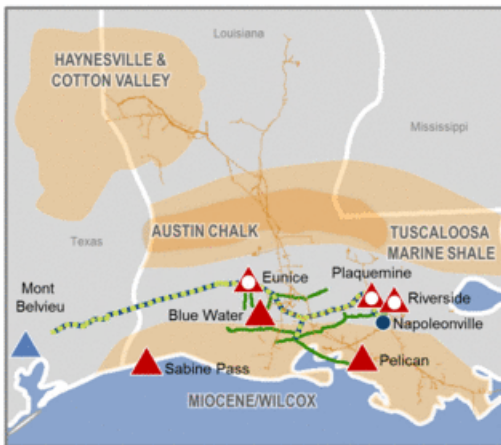 Louisiana
HAYNESVILLE &
COTTON VALLEY
Mississippi
AUSTIN CHALK
TUSCALOOSA
MARINE SHALE
Texas
Eunice
Plaquemine
Mont
Belvieu
Riverside
Blue Water
Napoleonville
Sabine Pass
Pelican
MIOCENE/WILCOX